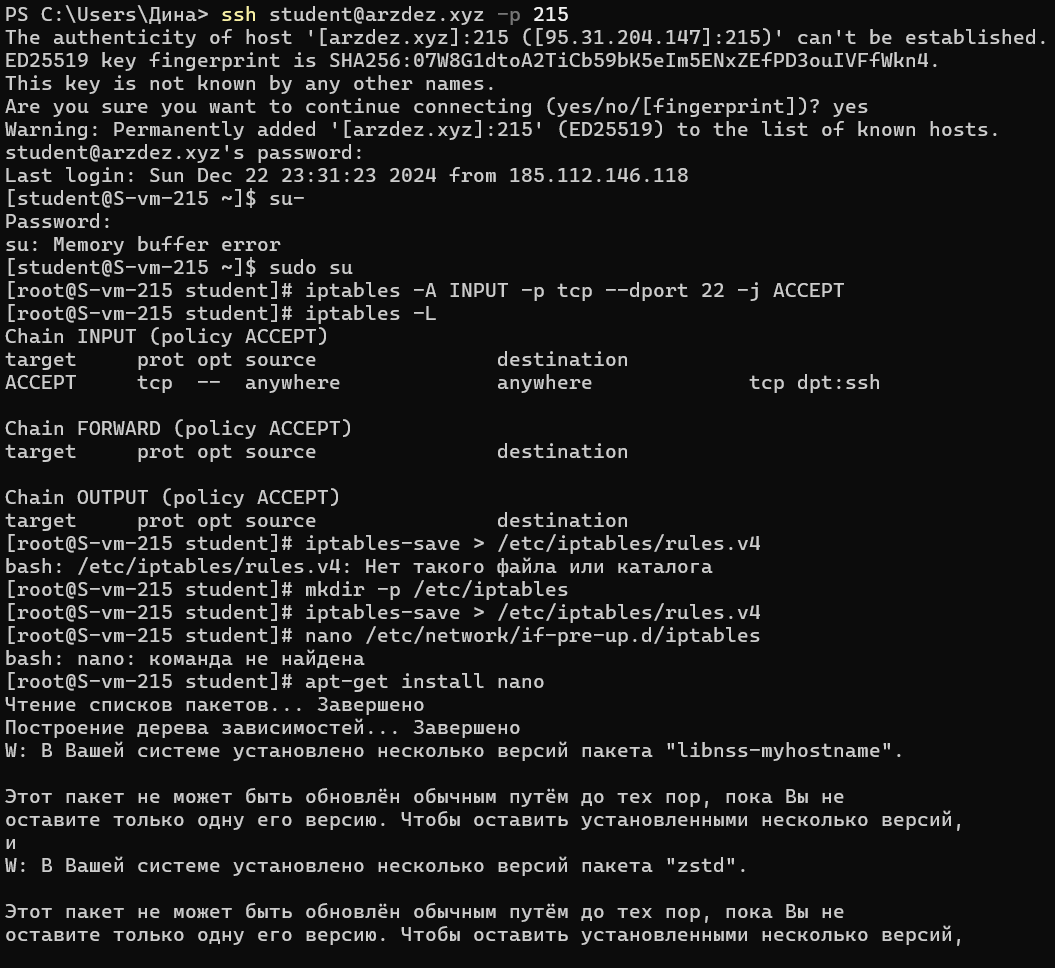 PS C:\Users\Дина> ssh student@arzdez.xyz -p 215
The authenticity of host '[arzdez.xyz]:215 ([95.31.204.147]:215)' can't be established.
ED25519 key fingerprint is SHA256:07W8G1dtoA2TiCb59bK5eIm5ENxZEfPD3ouIVFfWkn4.
This key is not known by any other names.
Are you sure you want to continue connecting (yes/no/[fingerprint])? yes
Warning: Permanently added '[arzdez.xyz]:215' (ED25519) to the list of known hosts.
student@arzdez.xyz's password:
Last login: Sun Dec 22 23:31:23 2024 from 185.112.146.118
[student@S-vm-215 ~]$ su-
Password:
su: Memory buffer error
[student@S-vm-215 ~]$ sudo su
[root@S-vm-215 student]# iptables -A INPUT -p tcp --dport 22 -j ACCEPT
[root@S-vm-215 student]# iptables -L
Chain INPUT (policy ACCEPT)
target     prot opt source             destination
ACCEPT     tcp  --  anywhere             anywhere             tcp dpt:ssh
Chain FORWARD (policy ACCEPT)
target     prot opt source               destination
Chain OUTPUT (policy ACCEPT)
target     prot opt source               destination
[root@S-vm-215 student]# iptables-save > /etc/iptables/rules.v4
bash: /etc/iptables/rules.v4: Нет такого файла или каталога
[root@S-vm-215 student]# mkdir -p /etc/iptables
[root@S-vm-215 student]# iptables-save > /etc/iptables/rules.v4
[root@S-vm-215 student]# nano /etc/network/if-pre-up.d/iptables
bash: nano: команда не найдена
[root@S-vm-215 student]# apt-get install nano
Чтение списков пакетов... Завершено
Построение дерева зависимостей... Завершено
W: В Вашей системе установлено несколько версий пакета "libnss-myhostname".
Этот пакет не может быть обновлён обычным путём до тех пор, пока Вы не
оставите только одну его версию. Чтобы оставить установленными несколько версий,
и
W: В Вашей системе установлено несколько версий пакета "zstd".
Этот пакет не может быть обновлён обычным путём до тех пор, пока Вы не
оставите только одну его версию. Чтобы оставить установленными несколько версий,